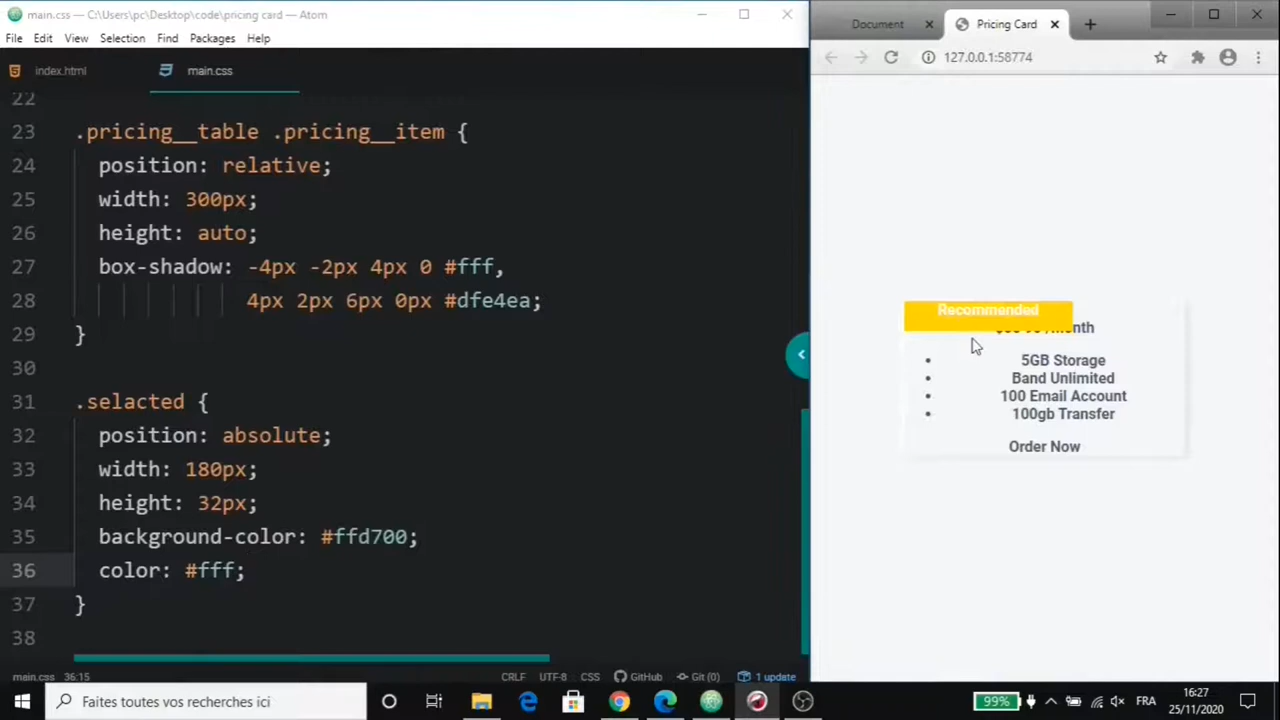 main.css — C:\Users\pc\Desktop\code\pricing card — Atom
File Edit View Selection Find Packages Help
index.html main.css
22
23 .pricing__table .pricing__item {
24 position: relative;
25 width: 300px;
26 height: auto;
27 box-shadow: -4px -2px 4px 0 #fff,
28 4px 2px 6px 0px #dfe4ea;
29 }
30
31 .selacted {
32 position: absolute;
33 width: 180px;
34 height: 32px;
35 background-color: #ffd700;
36 color: #fff;
37 }
38
main.css 36:15 CRLF UTF-8 CSS GitHub Git (0) 1 update
Document Pricing Card
127.0.0.1:58774
Recommended
/Month
• 5GB Storage
• Band Unlimited
• 100 Email Account
• 100gb Transfer
Order Now
Faites toutes vos recherches ici
99% FRA 16:27
25/11/2020